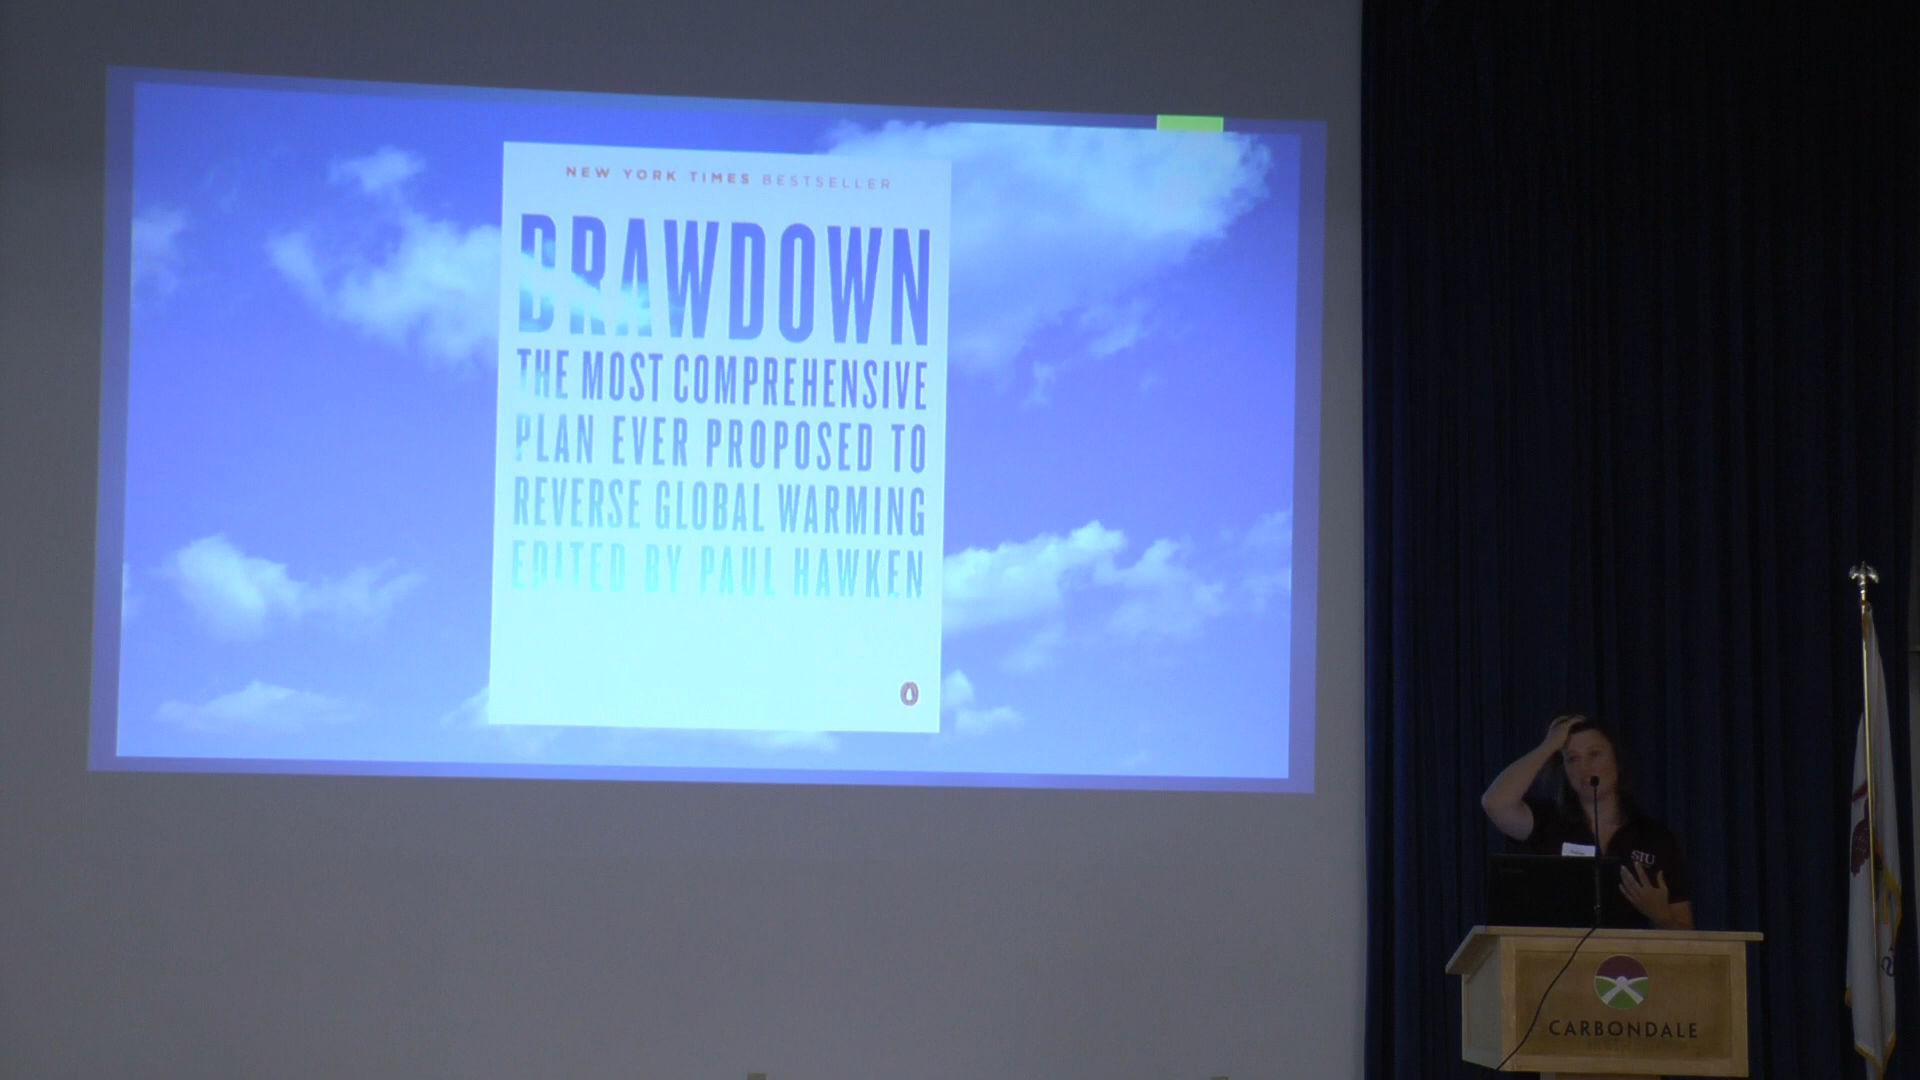 NEW YORK TIMES BESTSELLER
DRAWDOWN
THE MOST COMPREHENSIVE
PLAN EVER PROPOSED TO
REVERSE GLOBAL WARMING
EDITED BY PAUL HAWKEN
SIU
CARBONDALE